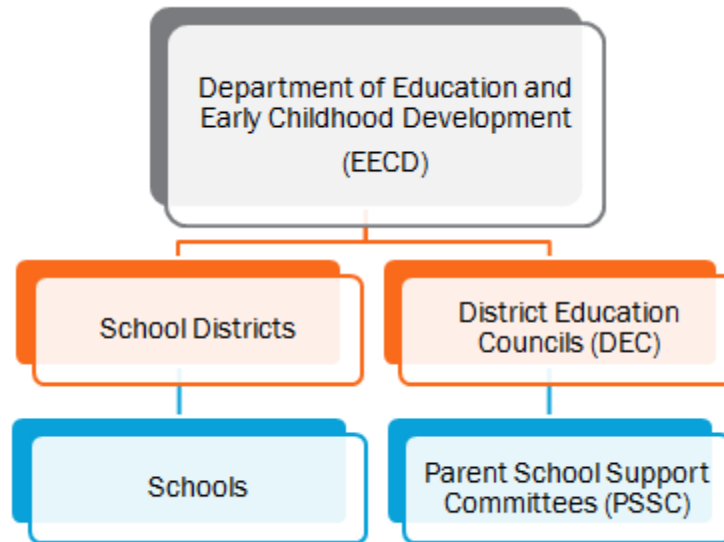 Department of Education and
Early Childhood Development
(EECD)
School Districts
District Education
Councils (DEC)
Schools
Parent School Support
Committees (PSSC)